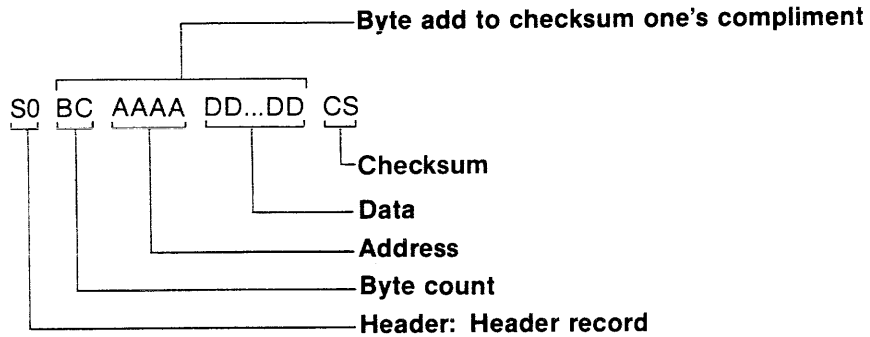 Byte add to checksum one's compliment
S0 BC AAAA DD...DD CS
Checksum
Data
Address
Byte count
Header: Header record